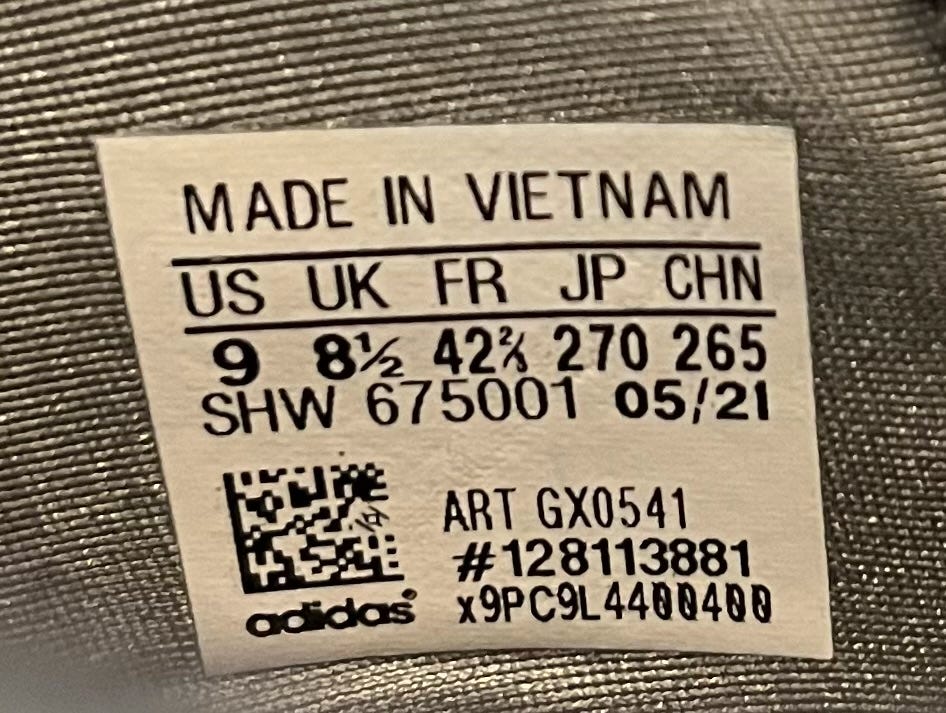 MADE IN VIETNAM
US UK FR JP CHN
9 8½ 42⅔ 270 265
SHW 675001 05/21
ART GX0541
#128113881
x9PC9L4400400
adidas®